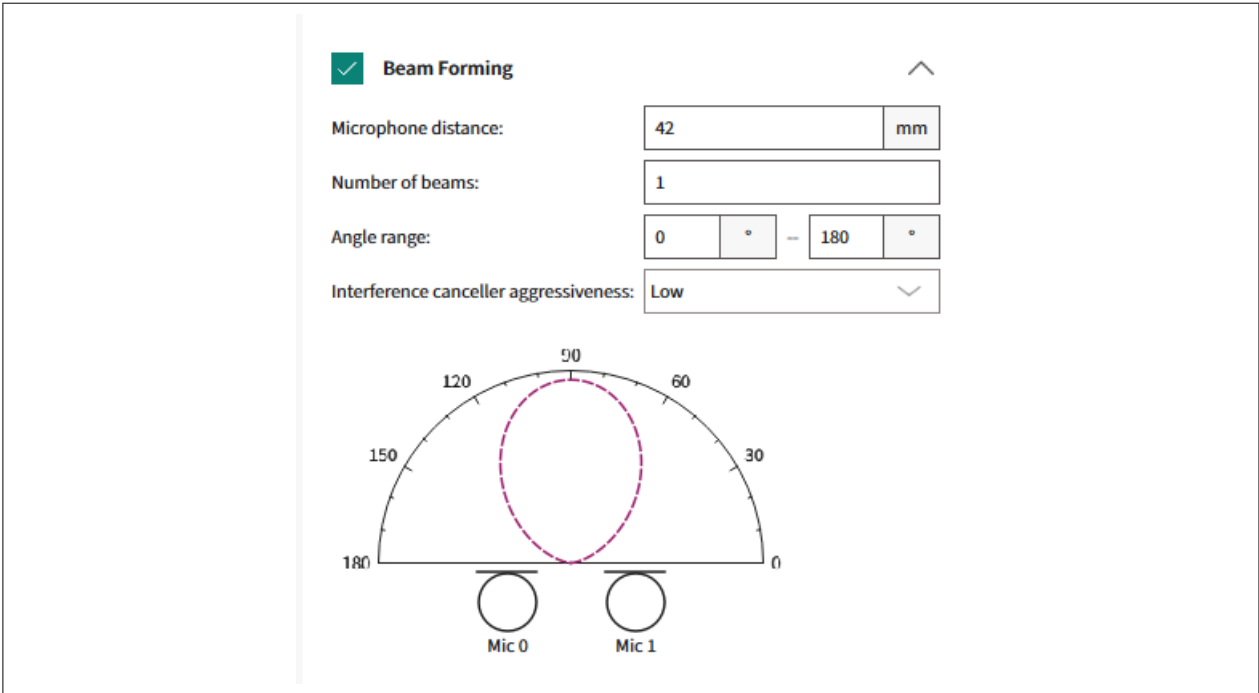 Beam Forming
Microphone distance: 42 mm
Number of beams: 1
Angle range: 0 ° -- 180 °
Interference canceller aggressiveness: Low
90
120 60
150 30
180 0
Mic 0 Mic 1